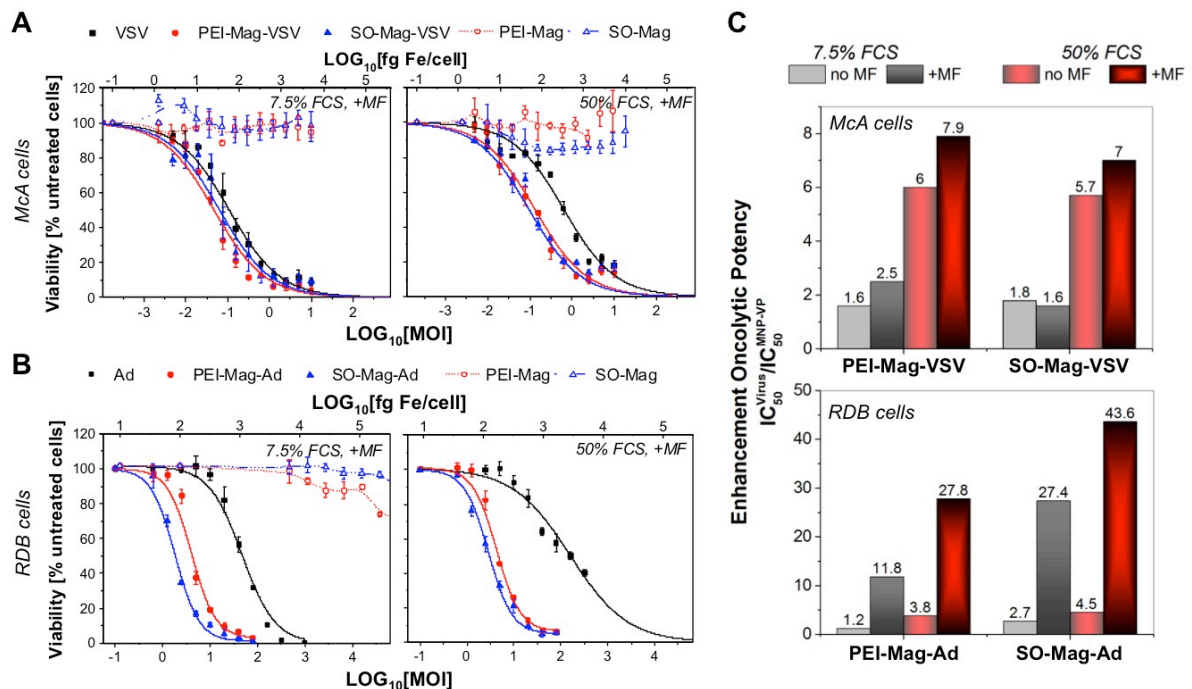 A
VSV PEI-Mag-VSV SO-Mag-VSV PEI-Mag SO-Mag
LOG10[fg Fe/cell]
-1 0 1 2 3 4 5 -1 0 1 2 3 4 5
7.5% FCS, +MF 50% FCS, +MF
McA cells
Viability [% untreated cells]
120
100
80
60
40
20
0
-3 -2 -1 0 1 2 -3 -2 -1 0 1 2
LOG10[MOI]
B
Ad PEI-Mag-Ad SO-Mag-Ad PEI-Mag SO-Mag
LOG10[fg Fe/cell]
1 2 3 4 5 1 2 3 4 5
7.5% FCS, +MF 50% FCS, +MF
RDB cells
Viability [% untreated cells]
120
100
80
60
40
20
0
-1 0 1 2 3 4 -1 0 1 2 3 4
LOG10[MOI]
C
7.5% FCS 50% FCS
no MF +MF no MF +MF
Enhancement Oncolytic Potency
IC50Virus/IC50MNP-VP
McA cells
8
6
4
2
0
1.6 2.5 6 7.9 1.8 1.6 5.7 7
PEI-Mag-VSV SO-Mag-VSV
RDB cells
50
40
30
20
10
0
1.2 11.8 3.8 27.8 2.7 27.4 4.5 43.6
PEI-Mag-Ad SO-Mag-Ad